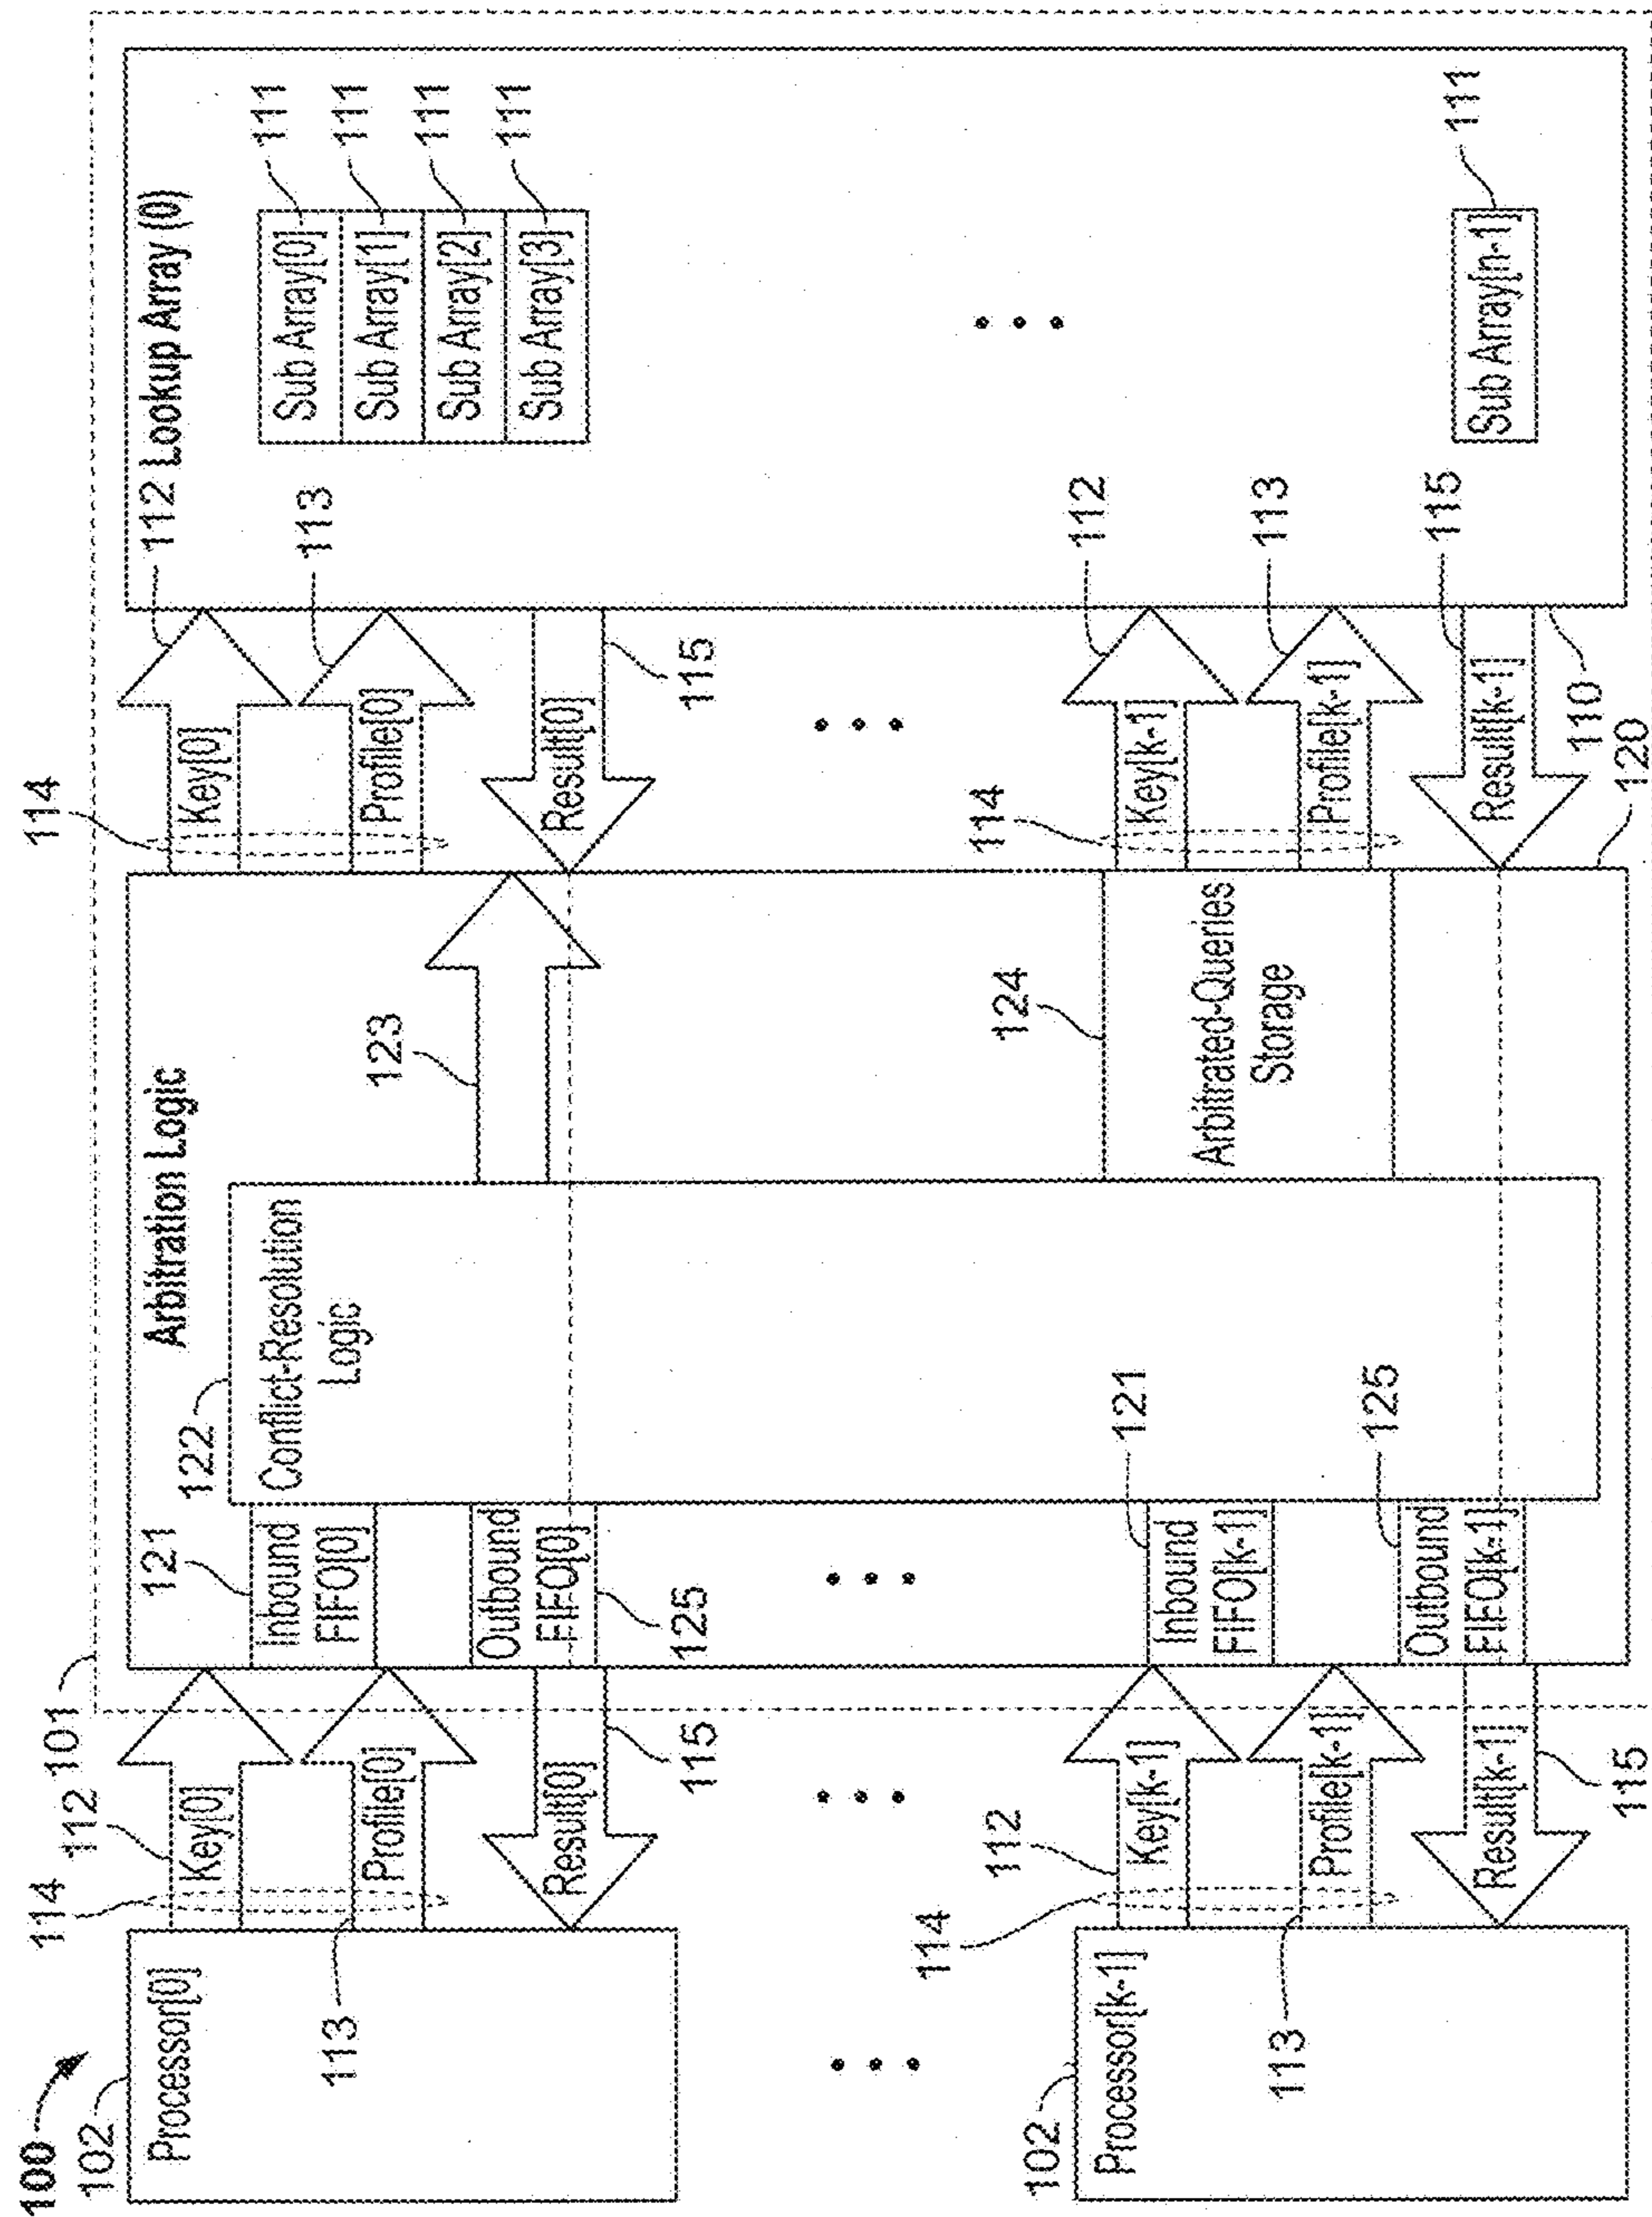 100
102
Processor[0]
114
112
101
Key[0]
113
Profile[0]
Result[0]
115
102
Processor[k-1]
114
112
Key[k-1]
113
Profile[k-1]
Result[k-1]
115
Arbitration Logic
121
Inbound
FIFO[0]
Outbound
FIFO[0]
125
122
Conflict-Resolution
Logic
123
121
Inbound
FIFO[k-1]
125
Outbound
FIFO[k-1]
124
Arbitrated-Queries
Storage
114
Key[0]
112
Profile[0]
113
Result[0]
115
114
Key[k-1]
112
Profile[k-1]
113
Result[k-1]
115
110
120
Lookup Array (0)
Sub Array[0]
111
Sub Array[1]
111
Sub Array[2]
111
Sub Array[3]
111
Sub Array[n-1]
111